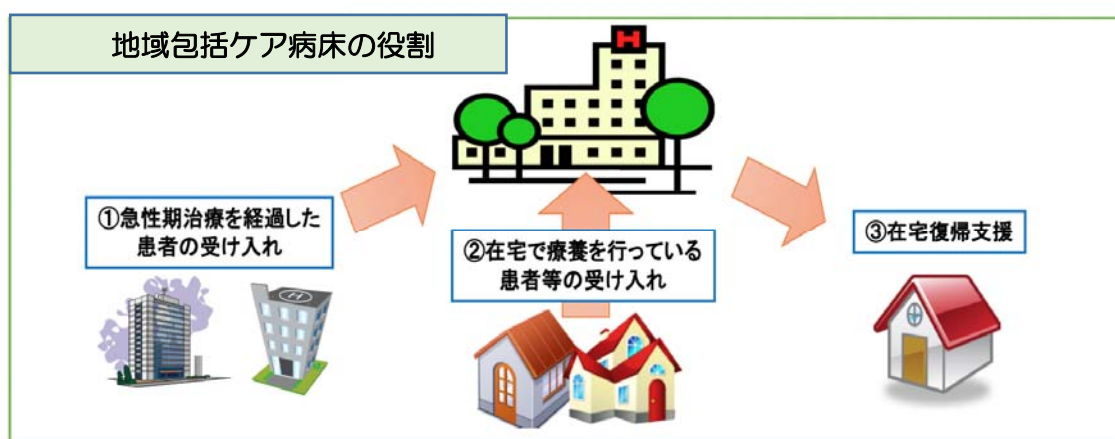 地域包括ケア病床の役割
H
①急性期治療を経過した
患者の受け入れ
②在宅で療養を行っている
患者等の受け入れ
③在宅復帰支援
H